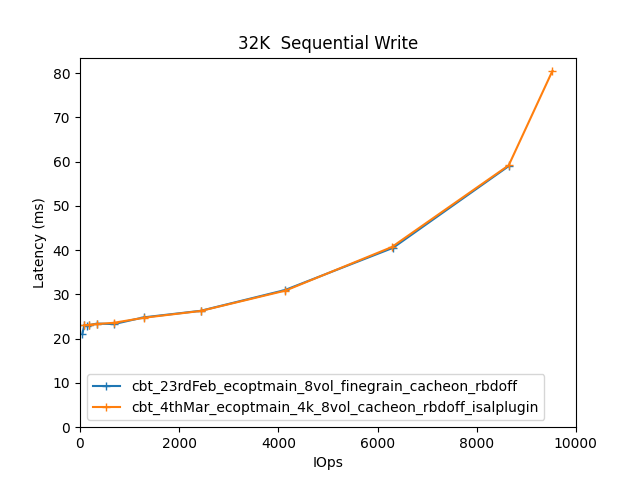 32K  Sequential Write
80
70
60
50
40
30
20
10
0
Latency (ms)
cbt_23rdFeb_ecoptmain_8vol_finegrain_cacheon_rbdoff
cbt_4thMar_ecoptmain_4k_8vol_cacheon_rbdoff_isalplugin
0 2000 4000 6000 8000 10000
IOps